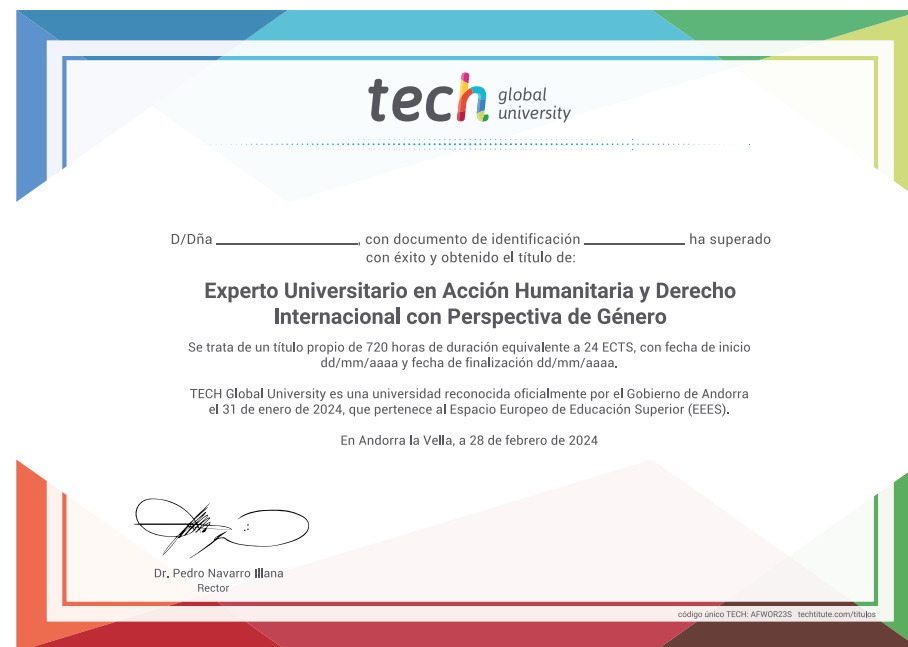 tech global university
D/Dña ____________________, con documento de identificación ______________ ha superado
con éxito y obtenido el título de:
Experto Universitario en Acción Humanitaria y Derecho
Internacional con Perspectiva de Género
Se trata de un título propio de 720 horas de duración equivalente a 24 ECTS, con fecha de inicio
dd/mm/aaaa y fecha de finalización dd/mm/aaaa.
TECH Global University es una universidad reconocida oficialmente por el Gobierno de Andorra
el 31 de enero de 2024, que pertenece al Espacio Europeo de Educación Superior (EEES).
En Andorra la Vella, a 28 de febrero de 2024
Dr. Pedro Navarro Illana
Rector
código único TECH: AFWOR23S techtitute.com/titulos